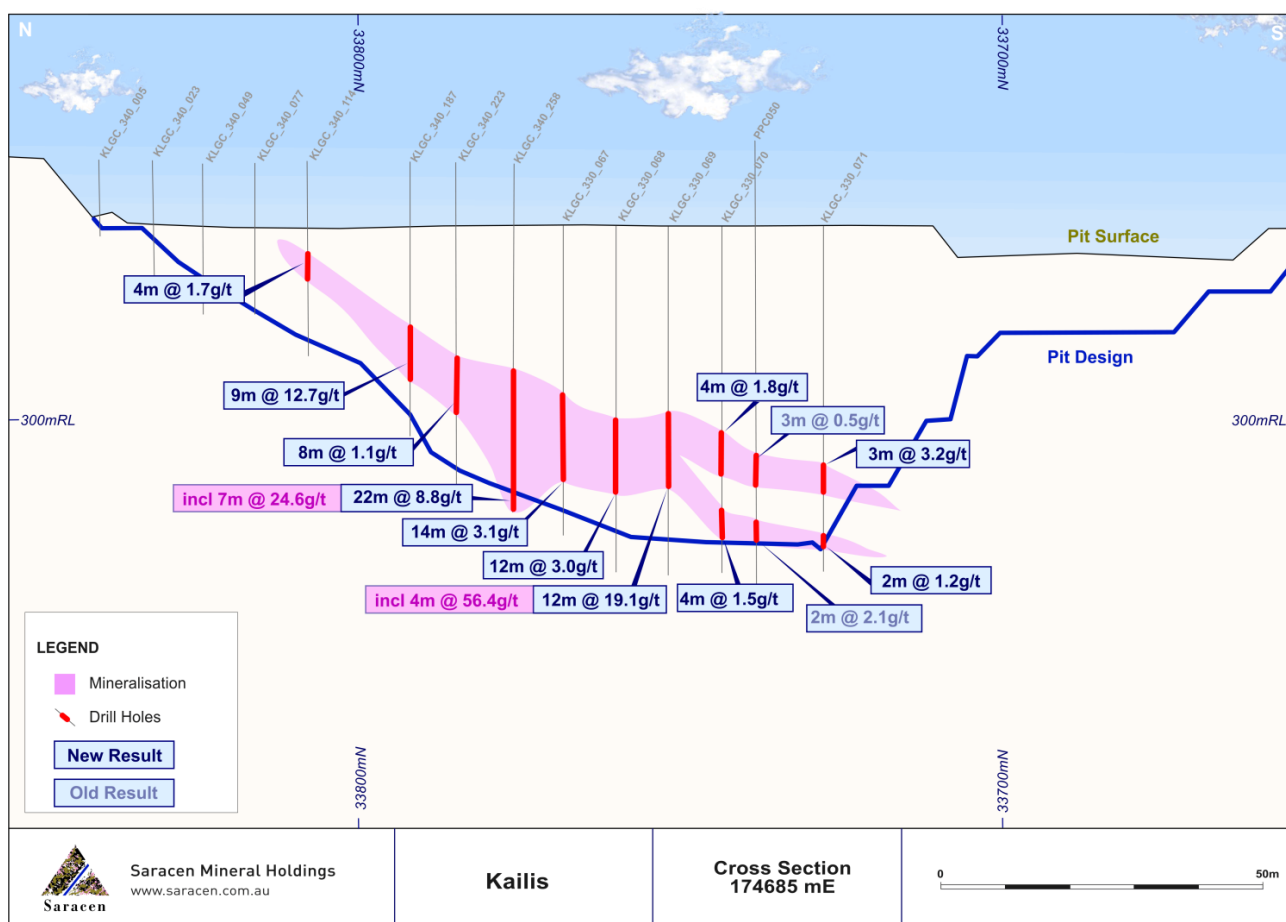 N
S
33800mN
33700mN
KLGC_340_005
KLGC_340_023
KLGC_340_049
KLGC_340_077
KLGC_340_114
KLGC_340_187
KLGC_340_223
KLGC_340_258
KLGC_330_067
KLGC_330_068
KLGC_330_069
KLGC_330_070
PPC050
KLGC_330_071
Pit Surface
4m @ 1.7g/t
Pit Design
9m @ 12.7g/t
4m @ 1.8g/t
3m @ 0.5g/t
300mRL
300mRL
8m @ 1.1g/t
3m @ 3.2g/t
incl 7m @ 24.6g/t
22m @ 8.8g/t
14m @ 3.1g/t
12m @ 3.0g/t
2m @ 1.2g/t
incl 4m @ 56.4g/t
12m @ 19.1g/t
4m @ 1.5g/t
2m @ 2.1g/t
LEGEND
Mineralisation
Drill Holes
New Result
Old Result
33800mN
33700mN
Saracen
Saracen Mineral Holdings
www.saracen.com.au
Kailis
Cross Section
174685 mE
0
50m